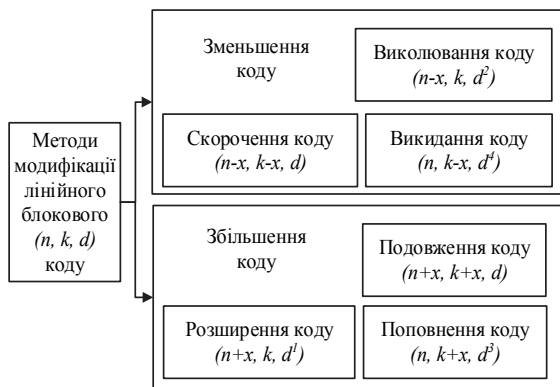 Методи
модифікації
лінійного
блокового
(n, k, d)
коду
Зменьшення
коду
Виколювання коду
(n-x, k, d²)
Скорочення коду
(n-x, k-x, d)
Викидання коду
(n, k-x, d⁴)
Збільшення
коду
Подовження коду
(n+x, k+x, d)
Розширення коду
(n+x, k, d¹)
Поповнення коду
(n, k+x, d³)